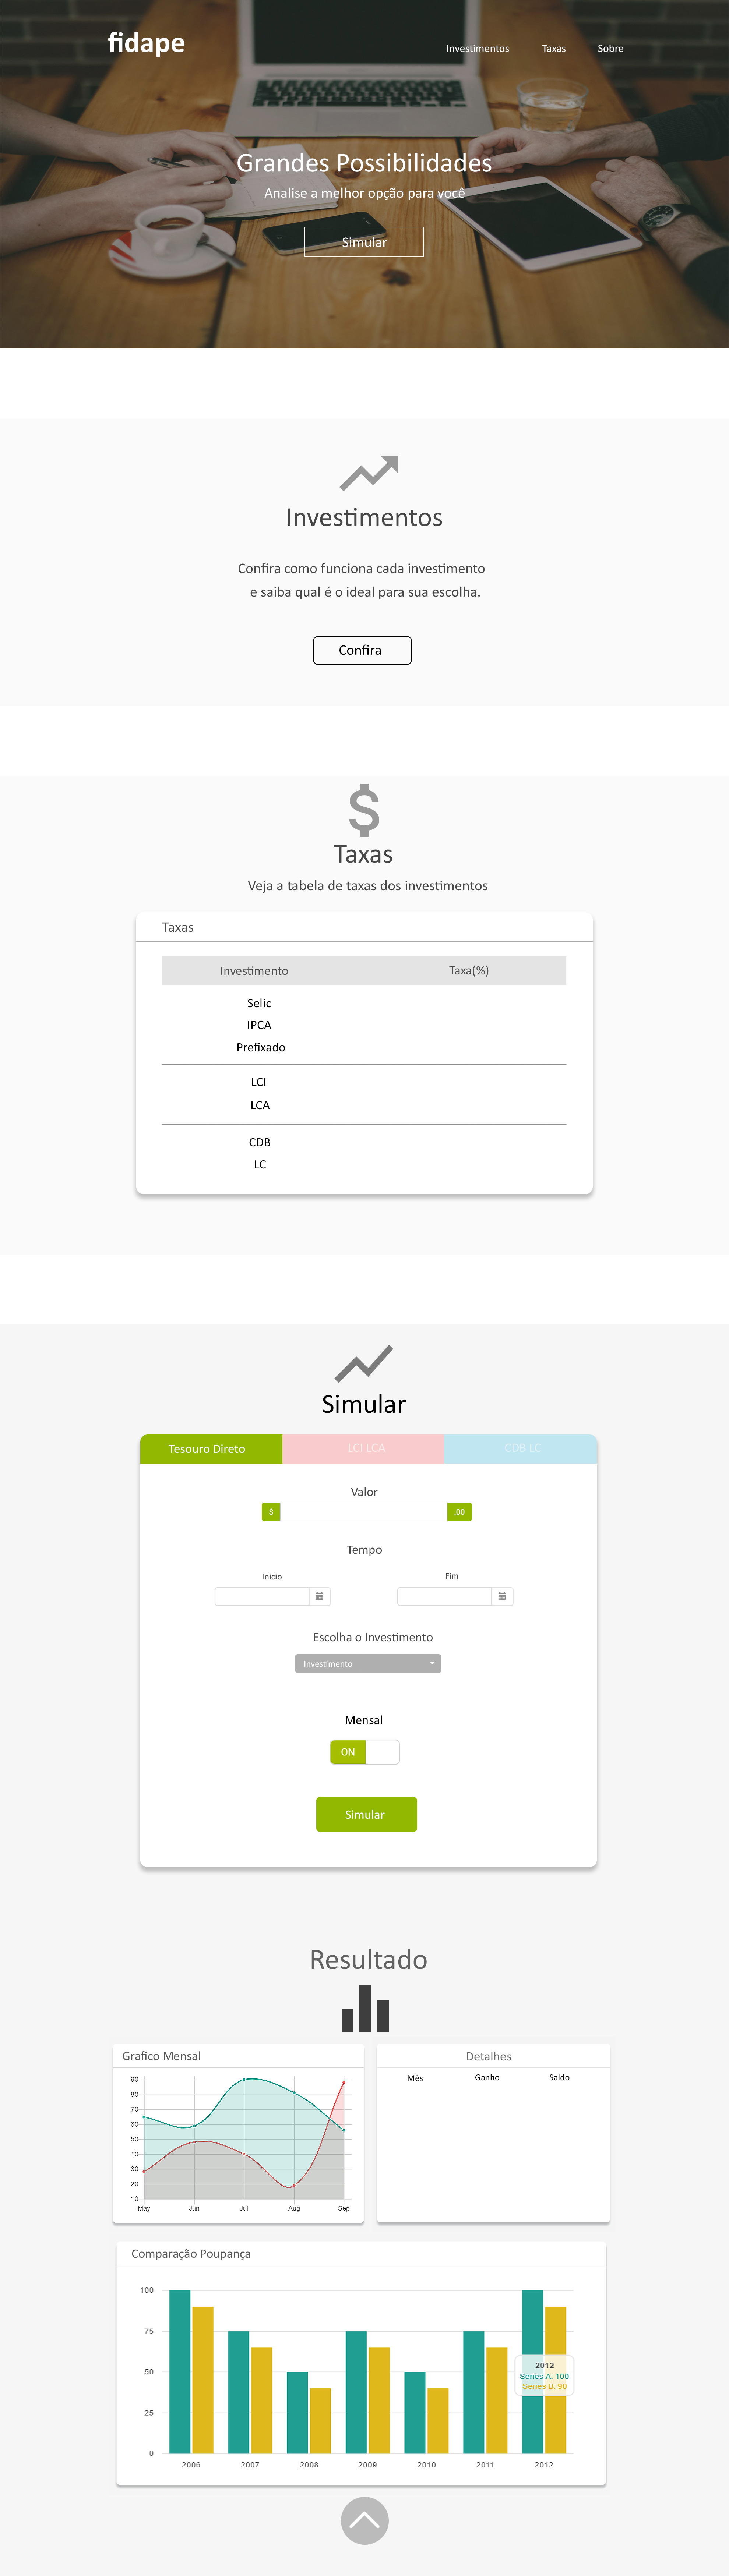 fidape
Investimentos Taxas Sobre
Grandes Possibilidades
Analise a melhor opção para você
Simular
Investimentos
Confira como funciona cada investimento
e saiba qual é o ideal para sua escolha.
Confira
$
Taxas
Veja a tabela de taxas dos investimentos
Taxas
Investimento Taxa(%)
Selic
IPCA
Prefixado
LCI
LCA
CDB
LC
Simular
Tesouro Direto LCI LCA CDB LC
Valor
$ .00
Tempo
Inicio Fim
Escolha o Investimento
Investimento
Mensal
ON
Simular
Resultado
Grafico Mensal
90
80
70
60
50
40
30
20
10
May Jun Jul Aug Sep
Detalhes
Mês Ganho Saldo
Comparação Poupança
100
75
50
25
0
2012
Series A: 100
Series B: 90
2006 2007 2008 2009 2010 2011 2012